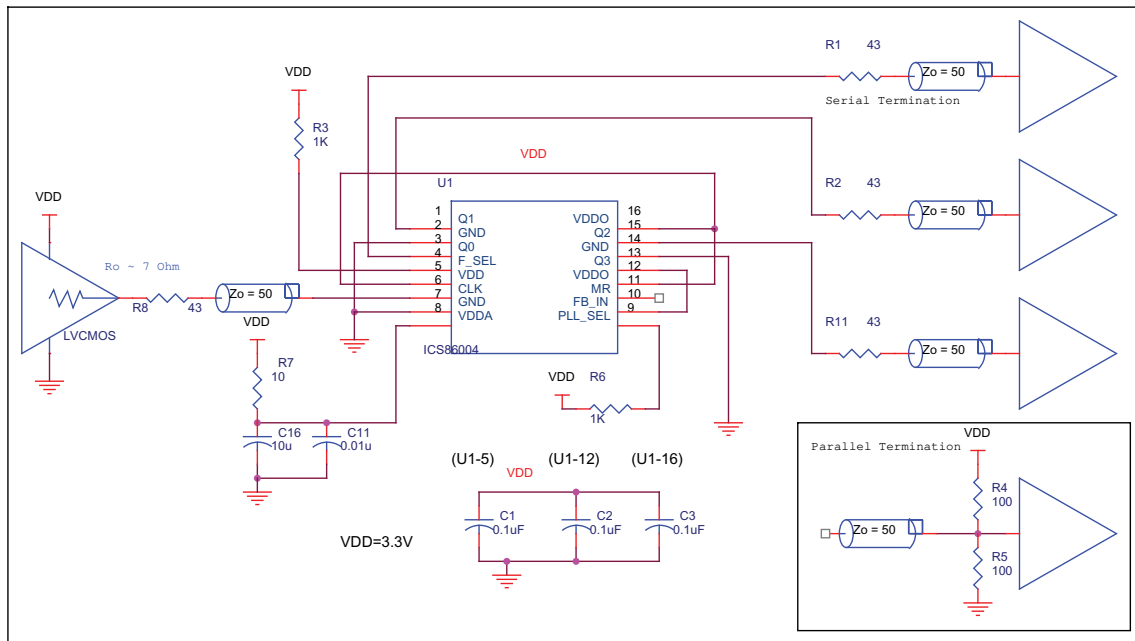 R1 43
Zo = 50
Serial Termination
VDD
R3
1K
VDD
R2 43
Zo = 50
U1
VDD
1
2
3
4
5
6
7
8
Q1
GND
Q0
F_SEL
VDD
CLK
GND
VDDA
16
15
14
13
12
11
10
9
VDDO
Q2
GND
Q3
VDDO
MR
FB_IN
PLL_SEL
ICS86004
Ro ~ 7 Ohm
R8 43
Zo = 50
LVCMOS
VDD
R7
10
R11 43
Zo = 50
VDD
R6
1K
C16
10u
C11
0.01u
(U1-5) (U1-12) (U1-16)
VDD
C1
0.1uF
C2
0.1uF
C3
0.1uF
VDD=3.3V
Parallel Termination
VDD
R4
100
Zo = 50
R5
100